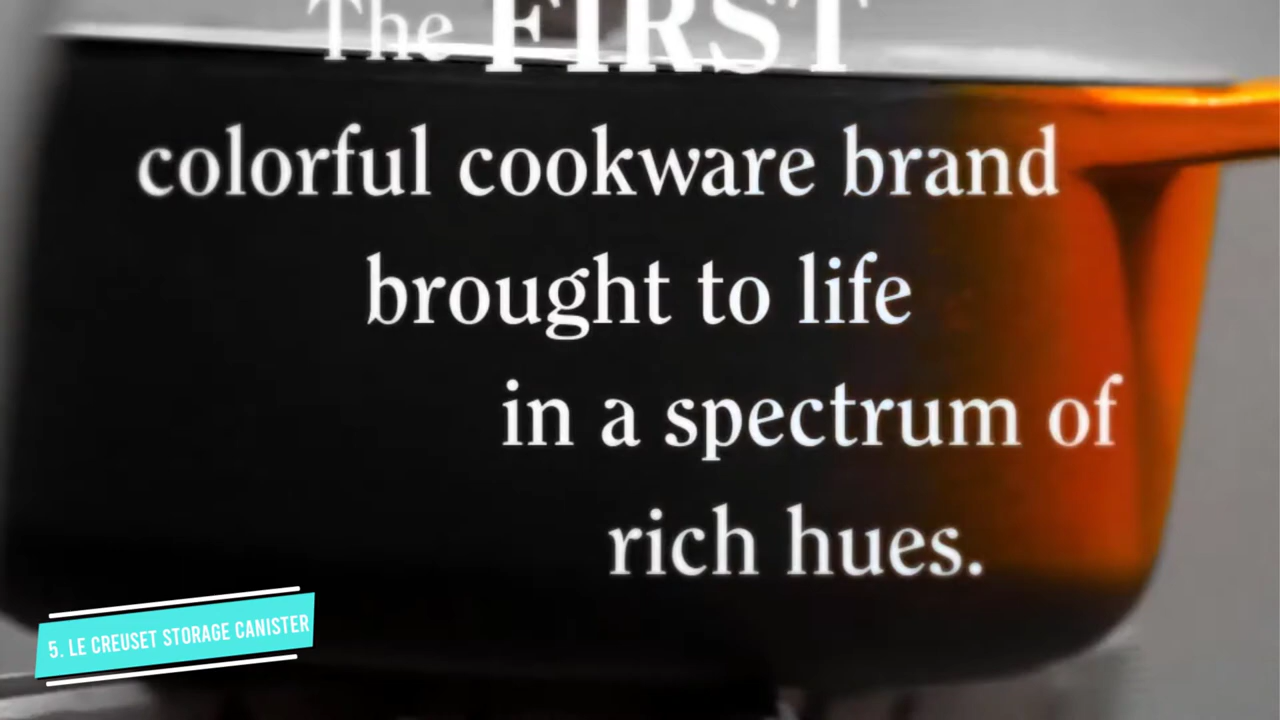 The FIRST
colorful cookware brand
brought to life
in a spectrum of
rich hues.
5. LE CREUSET STORAGE CANISTER